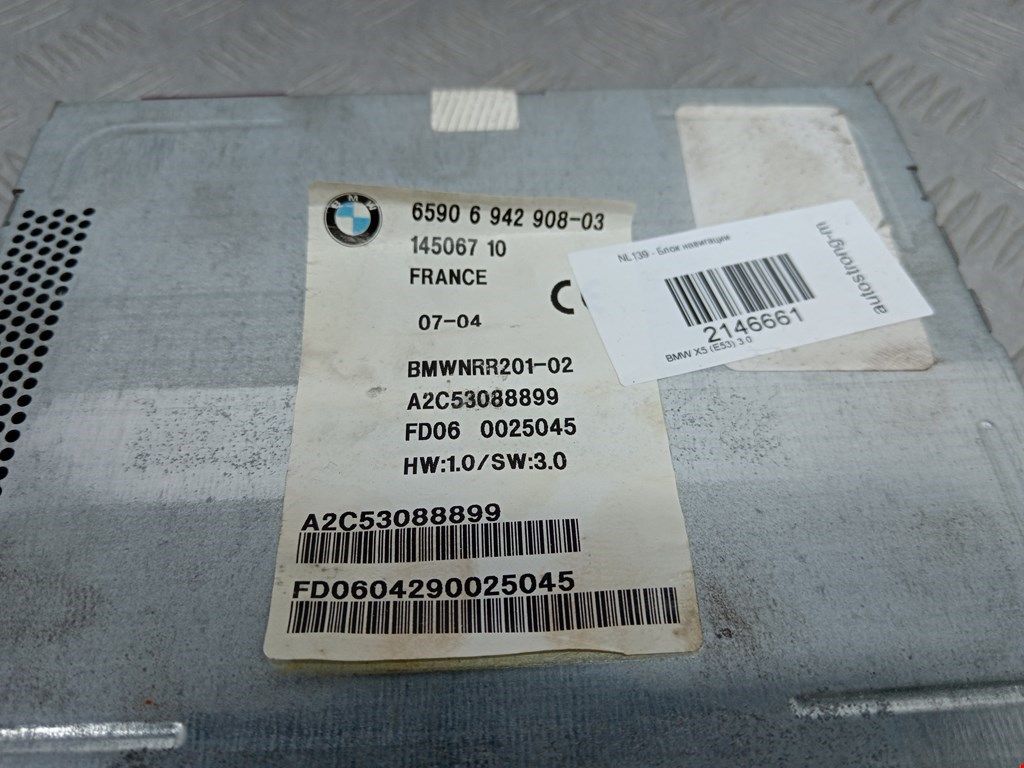 BMW
6590 6 942 908-03
145067 10
FRANCE
CE
07-04
BMWNRR201-02
A2C53088899
FD06 0025045
HW:1.0/SW:3.0
A2C53088899
FD0604290025045
NL139 - Блок навигации
2146661
BMW X5 (E53) 3.0
autostrong-m